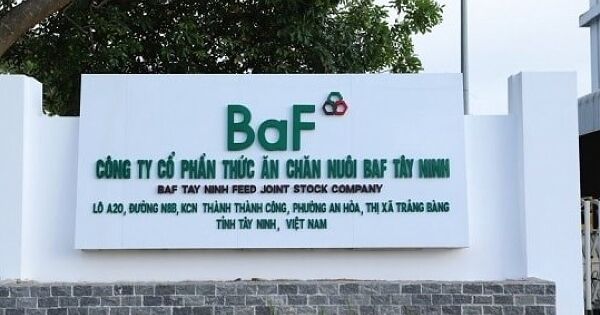 BaF
CÔNG TY CỔ PHẦN THỨC ĂN CHĂN NUÔI BAF TÂY NINH
BAF TAY NINH FEED JOINT STOCK COMPANY
LÔ A20, ĐƯỜNG N8B, KCN THÀNH THÀNH CÔNG, PHƯỜNG AN HÒA, THỊ XÃ TRẢNG BÀNG
TỈNH TÂY NINH, VIỆT NAM